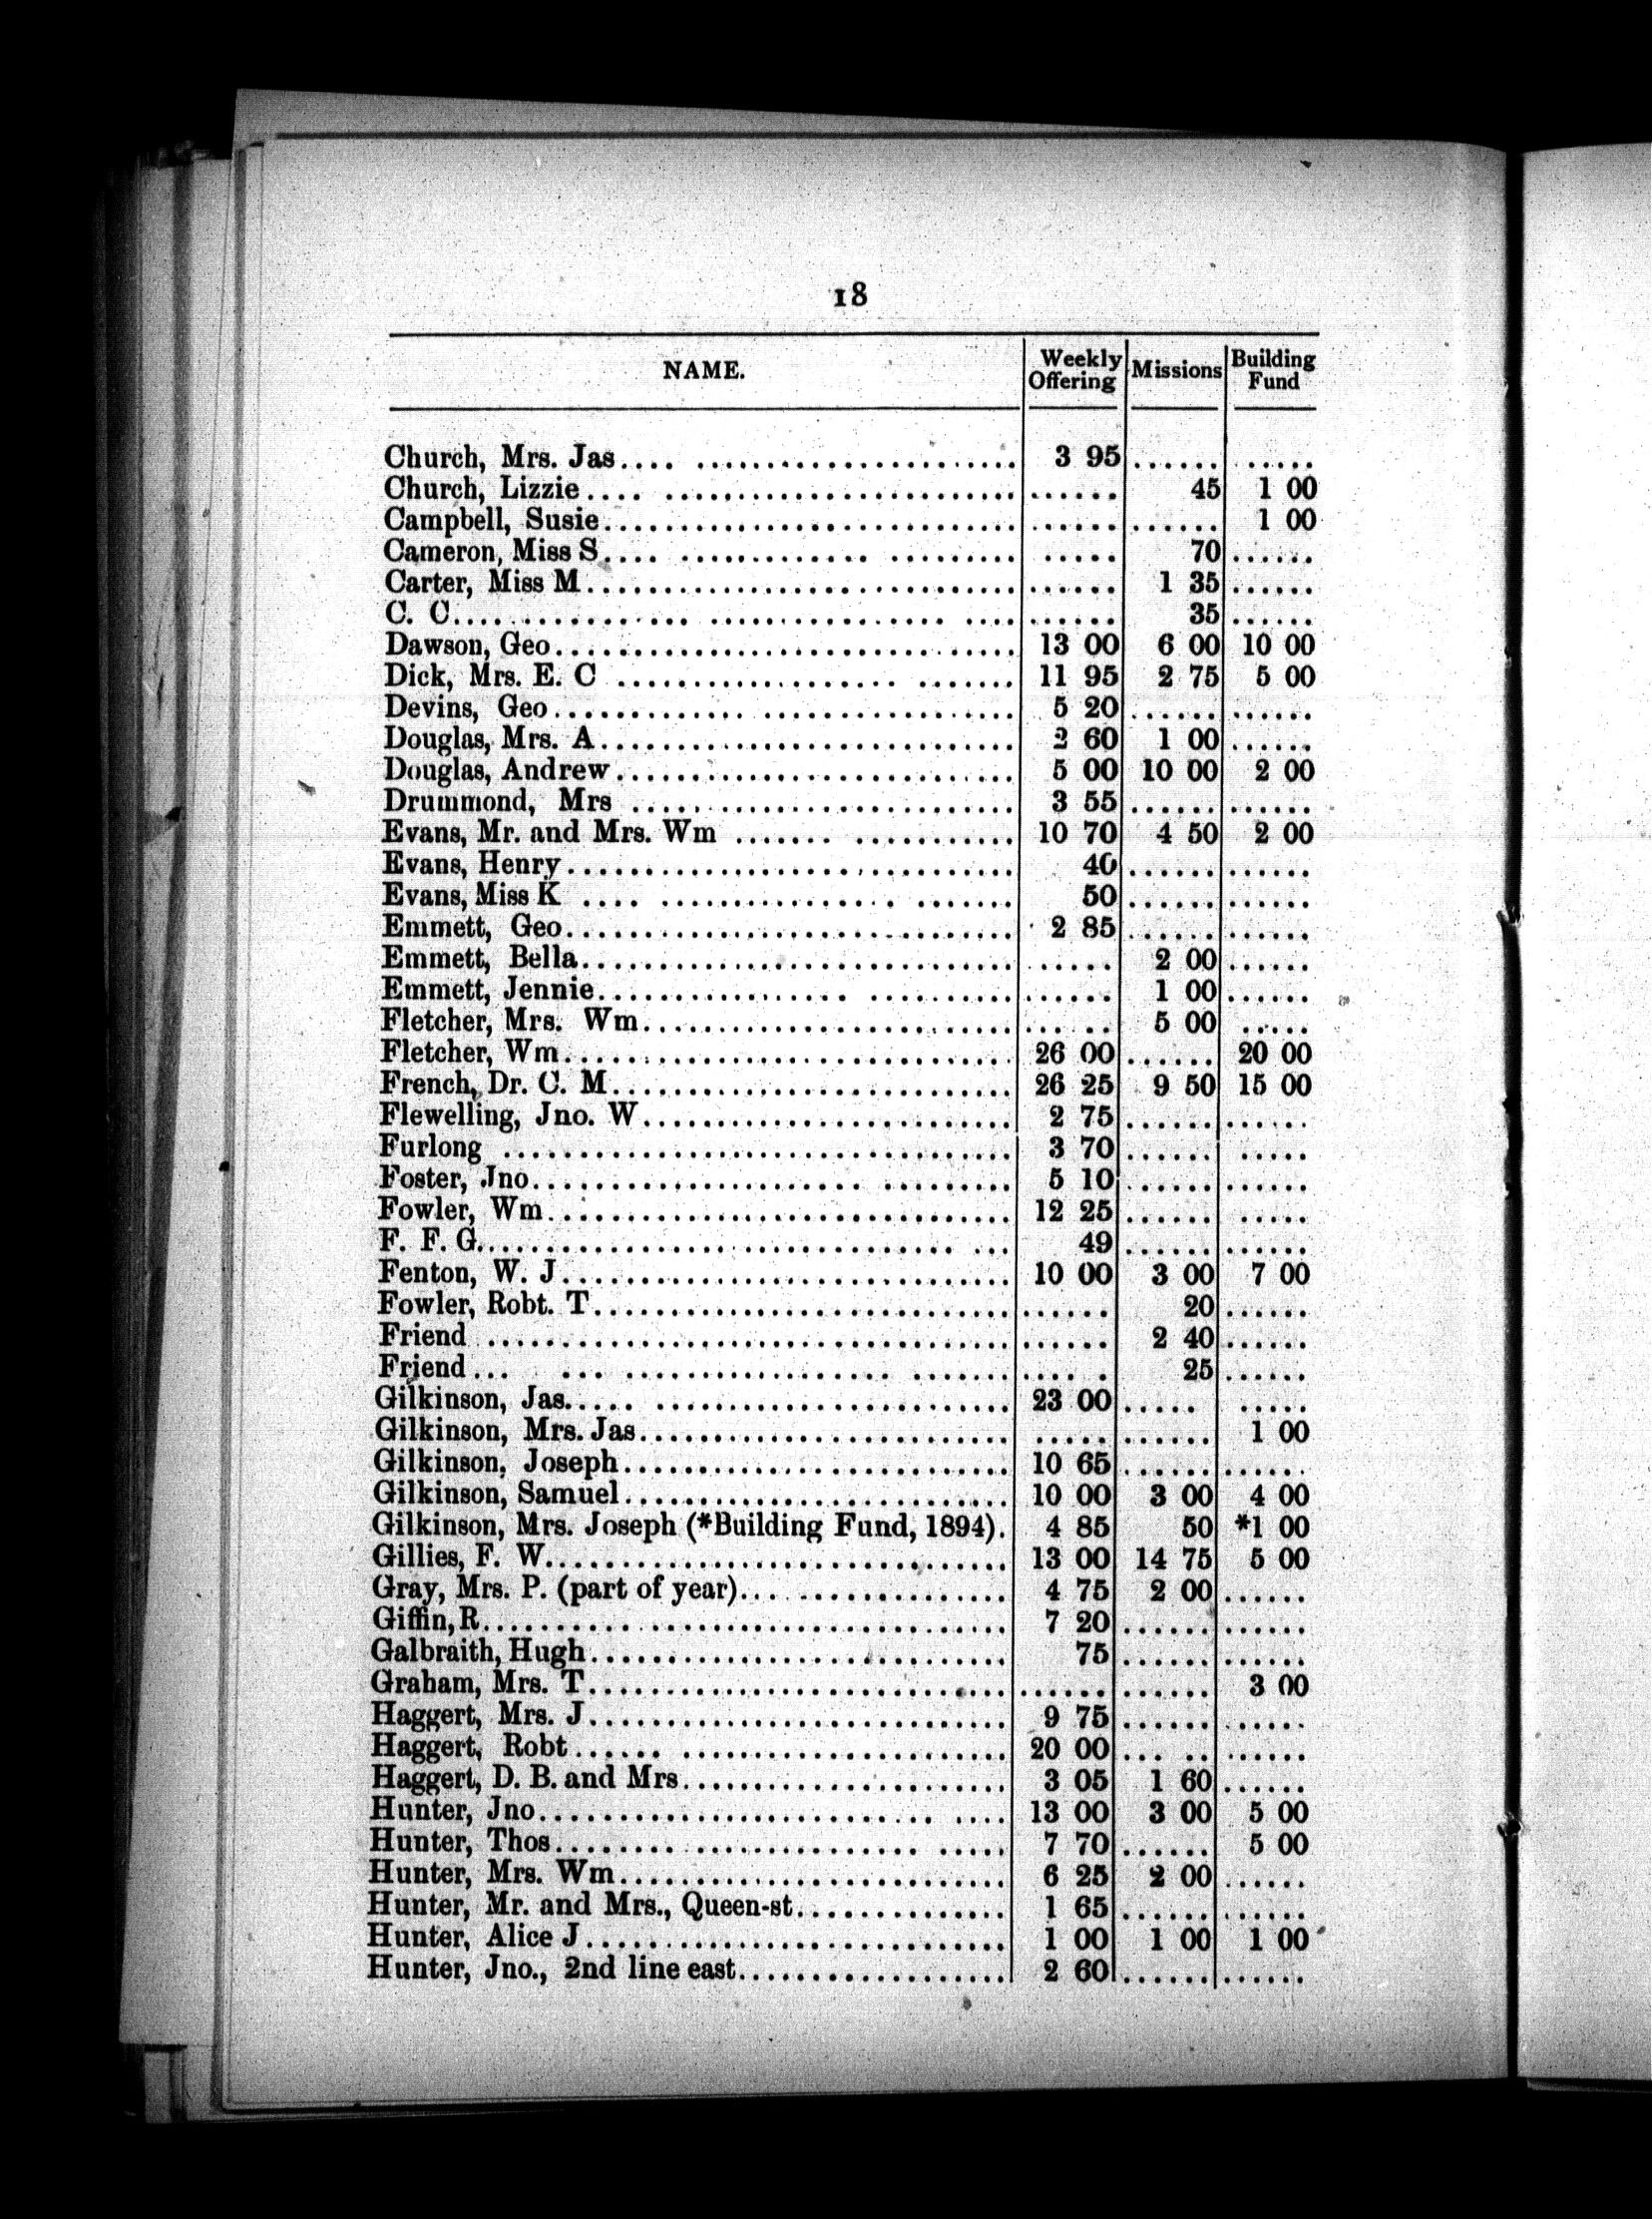 18
NAME. Weekly Offering Missions Building Fund
Church, Mrs. Jas.... ..................... 3 95 ...... .....
Church, Lizzie.... ....................... ...... 45 1 00
Campbell, Susie........................... ...... ...... 1 00
Cameron, Miss S.... ............ ........ ..... 70 ......
Carter, Miss M............................ ...... 1 35 ......
C. C............... ............... .... ...... 35 ......
Dawson, Geo.............................. 13 00 6 00 10 00
Dick, Mrs. E. C .................. ....... 11 95 2 75 5 00
Devins, Geo............. ................. 5 20 ...... ......
Douglas, Mrs. A........................... 2 60 1 00 ......
Douglas, Andrew.......................... 5 00 10 00 2 00
Drummond, Mrs ......................... 3 55 ...... ......
Evans, Mr. and Mrs. Wm ....... .......... 10 70 4 50 2 00
Evans, Henry............................. 40 ...... ......
Evans, Miss K .... ............... ....... 50 ...... ......
Emmett, Geo............................. 2 85 ...... ......
Emmett, Bella............................ ..... 2 00 ......
Emmett, Jennie................ .......... ...... 1 00 ......
Fletcher, Mrs. Wm........................ ... .. 5 00 .....
Fletcher, Wm............................. 26 00 ...... 20 00
French, Dr. C. M.......................... 26 25 9 50 15 00
Flewelling, Jno. W........................ 2 75 ...... ......
Furlong ................................. 3 70 ...... .....
Foster, Jno...................... ......... 5 10 ...... ......
Fowler, Wm.............................. 12 25 ...... .....
F. F. G............................... ... 49 ...... ......
Fenton, W. J............................. 10 00 3 00 7 00
Fowler, Robt. T........................... ...... 20 ......
Friend .................................. ...... 2 40 ......
Friend... ... ................. ....... .... . 25 ......
Gilkinson, Jas..... ....................... 23 00 ..... .....
Gilkinson, Mrs. Jas........................ ..... ...... 1 00
Gilkinson, Joseph......................... 10 65 ...... ......
Gilkinson, Samuel......................... 10 00 3 00 4 00
Gilkinson, Mrs. Joseph (*Building Fund, 1894). 4 85 50 *1 00
Gillies, F. W.............................. 13 00 14 75 5 00
Gray, Mrs. P. (part of year)... ............. 4 75 2 00 ......
Giffin, R.......... ....................... 7 20 ...... ......
Galbraith, Hugh........................... 75 ...... ......
Graham, Mrs. T........................... ...... ...... 3 00
Haggert, Mrs. J........................... 9 75 ...... .....
Haggert, Robt...... ..................... 20 00 ... .. ......
Haggert, D. B. and Mrs..................... 3 05 1 60 ......
Hunter, Jno.......................... .... 13 00 3 00 5 00
Hunter, Thos........ .............. ..... 7 70 ...... 5 00
Hunter, Mrs. Wm......................... 6 25 2 00 ......
Hunter, Mr. and Mrs., Queen-st.............. 1 65 ...... ......
Hunter, Alice J........................... 1 00 1 00 1 00
Hunter, Jno., 2nd line east.................. 2 60 ...... ......